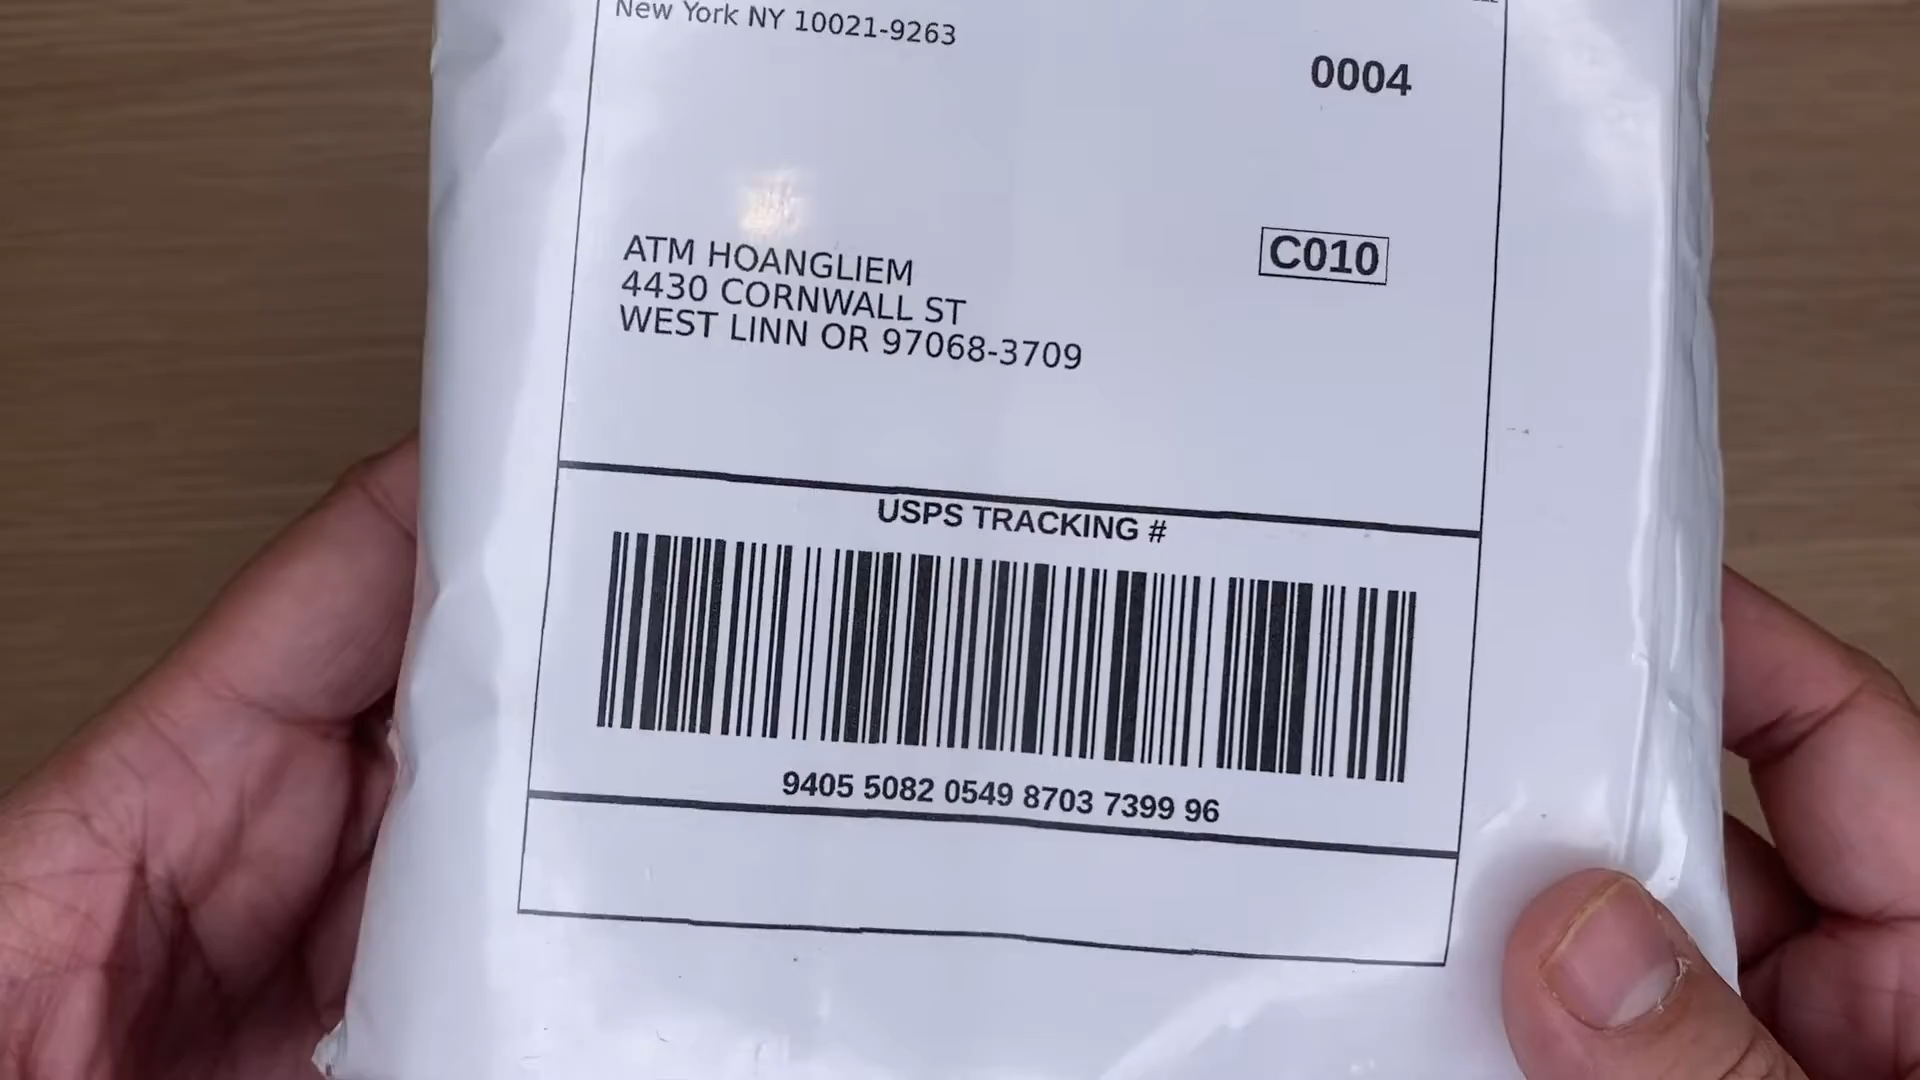 New York NY 10021-9263
0004
C010
ATM HOANGLIEM
4430 CORNWALL ST
WEST LINN OR 97068-3709
USPS TRACKING #
9405 5082 0549 8703 7399 96